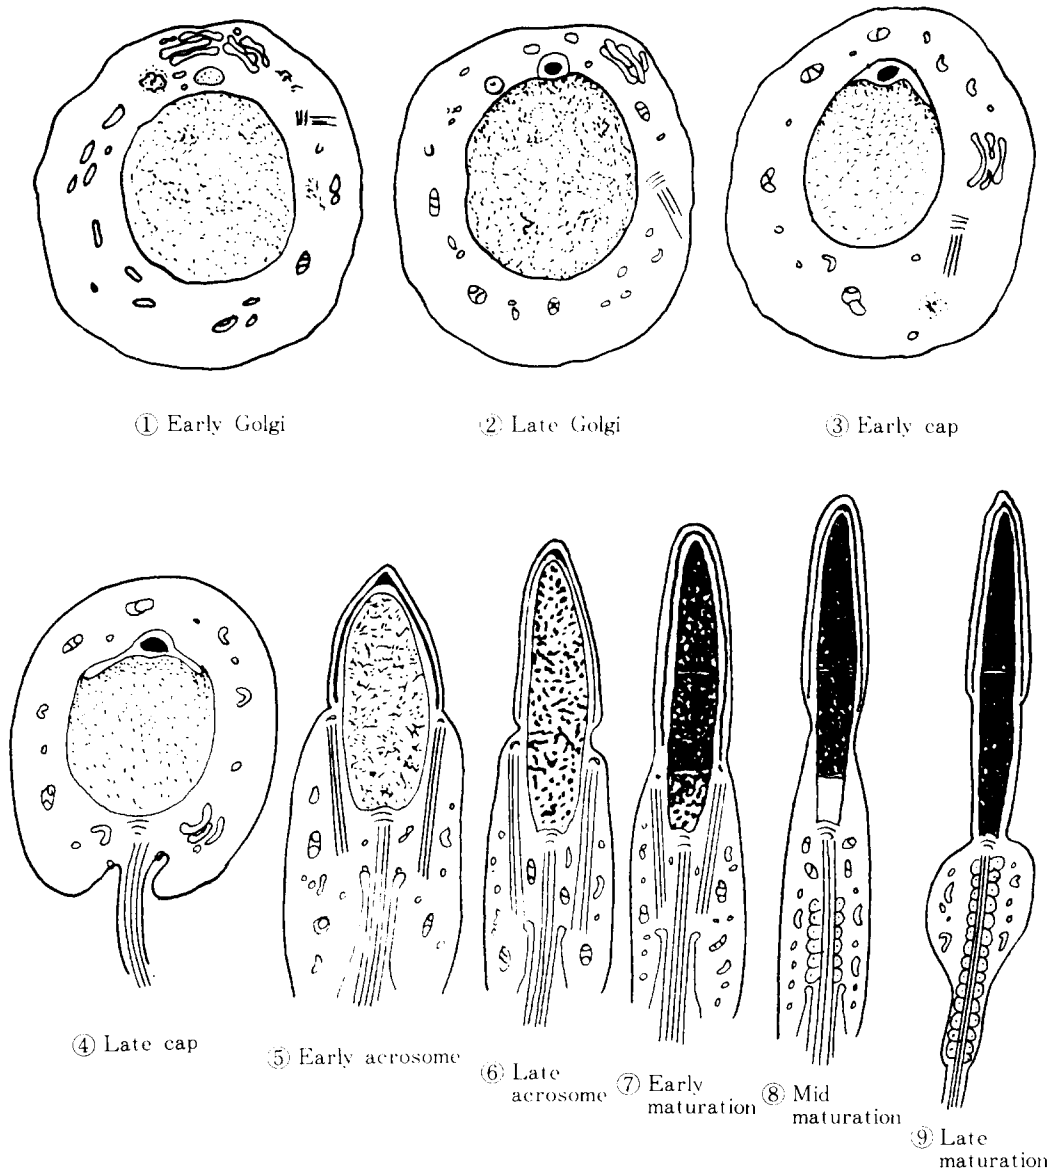 ① Early Golgi
② Late Golgi
③ Early cap
④ Late cap
⑤ Early acrosome
⑥ Late
acrosome
⑦ Early
maturation
⑧ Mid
maturation
⑨ Late
maturation